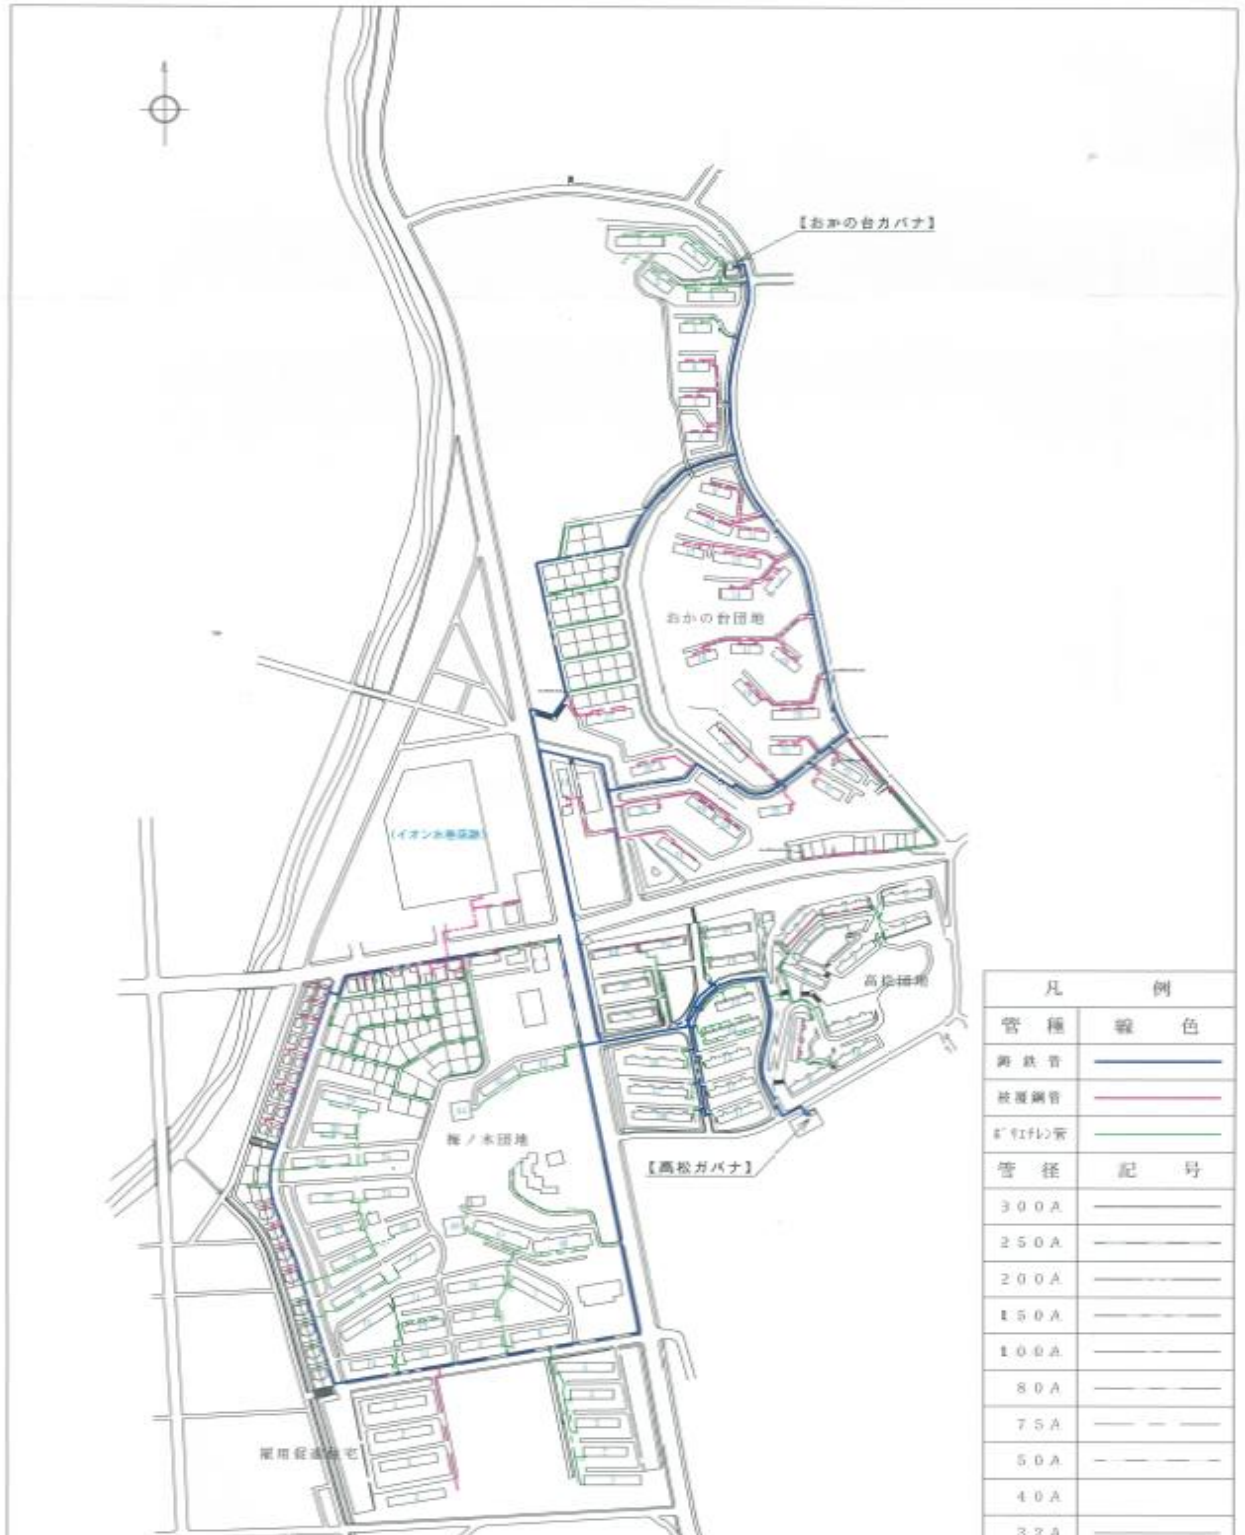 【おかの台ガバナ】
おかの台団地
(イオン水巻店跡)
高松団地
梅ノ木団地
【高松ガバナ】
雇用促進住宅
凡 例
管 種 線 色
鋳 鉄 管
被覆鋼管
ポリエチレン管
管 径 記 号
300A
250A
200A
150A
100A
80A
75A
50A
40A
32A